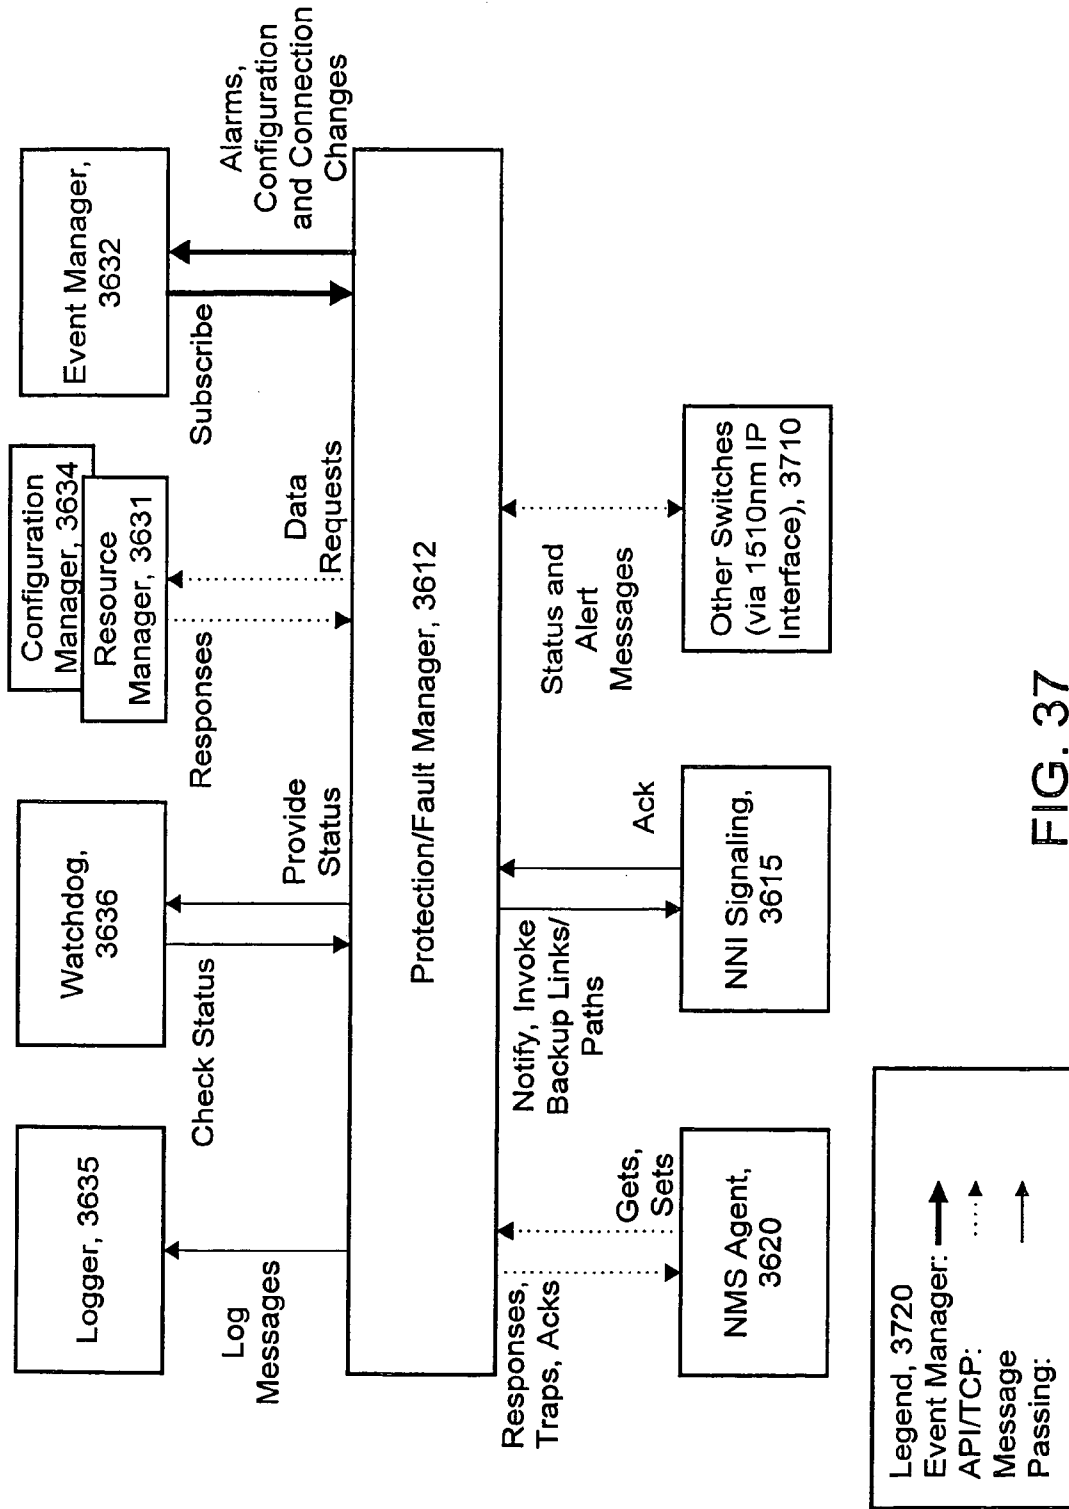 Logger, 3635
Watchdog,
3636
Configuration
Manager, 3634
Resource
Manager, 3631
Event Manager,
3632
Log
Messages
Check Status
Provide
Status
Responses
Data
Requests
Subscribe
Alarms,
Configuration
and Connection
Changes
Protection/Fault Manager, 3612
Responses,
Traps, Acks
Gets,
Sets
Notify, Invoke
Backup Links/
Paths
Ack
Status and
Alert
Messages
NMS Agent,
3620
NNI Signaling,
3615
Other Switches
(via 1510nm IP
Interface), 3710
Legend, 3720
Event Manager:
API/TCP:
Message
Passing:
FIG. 37